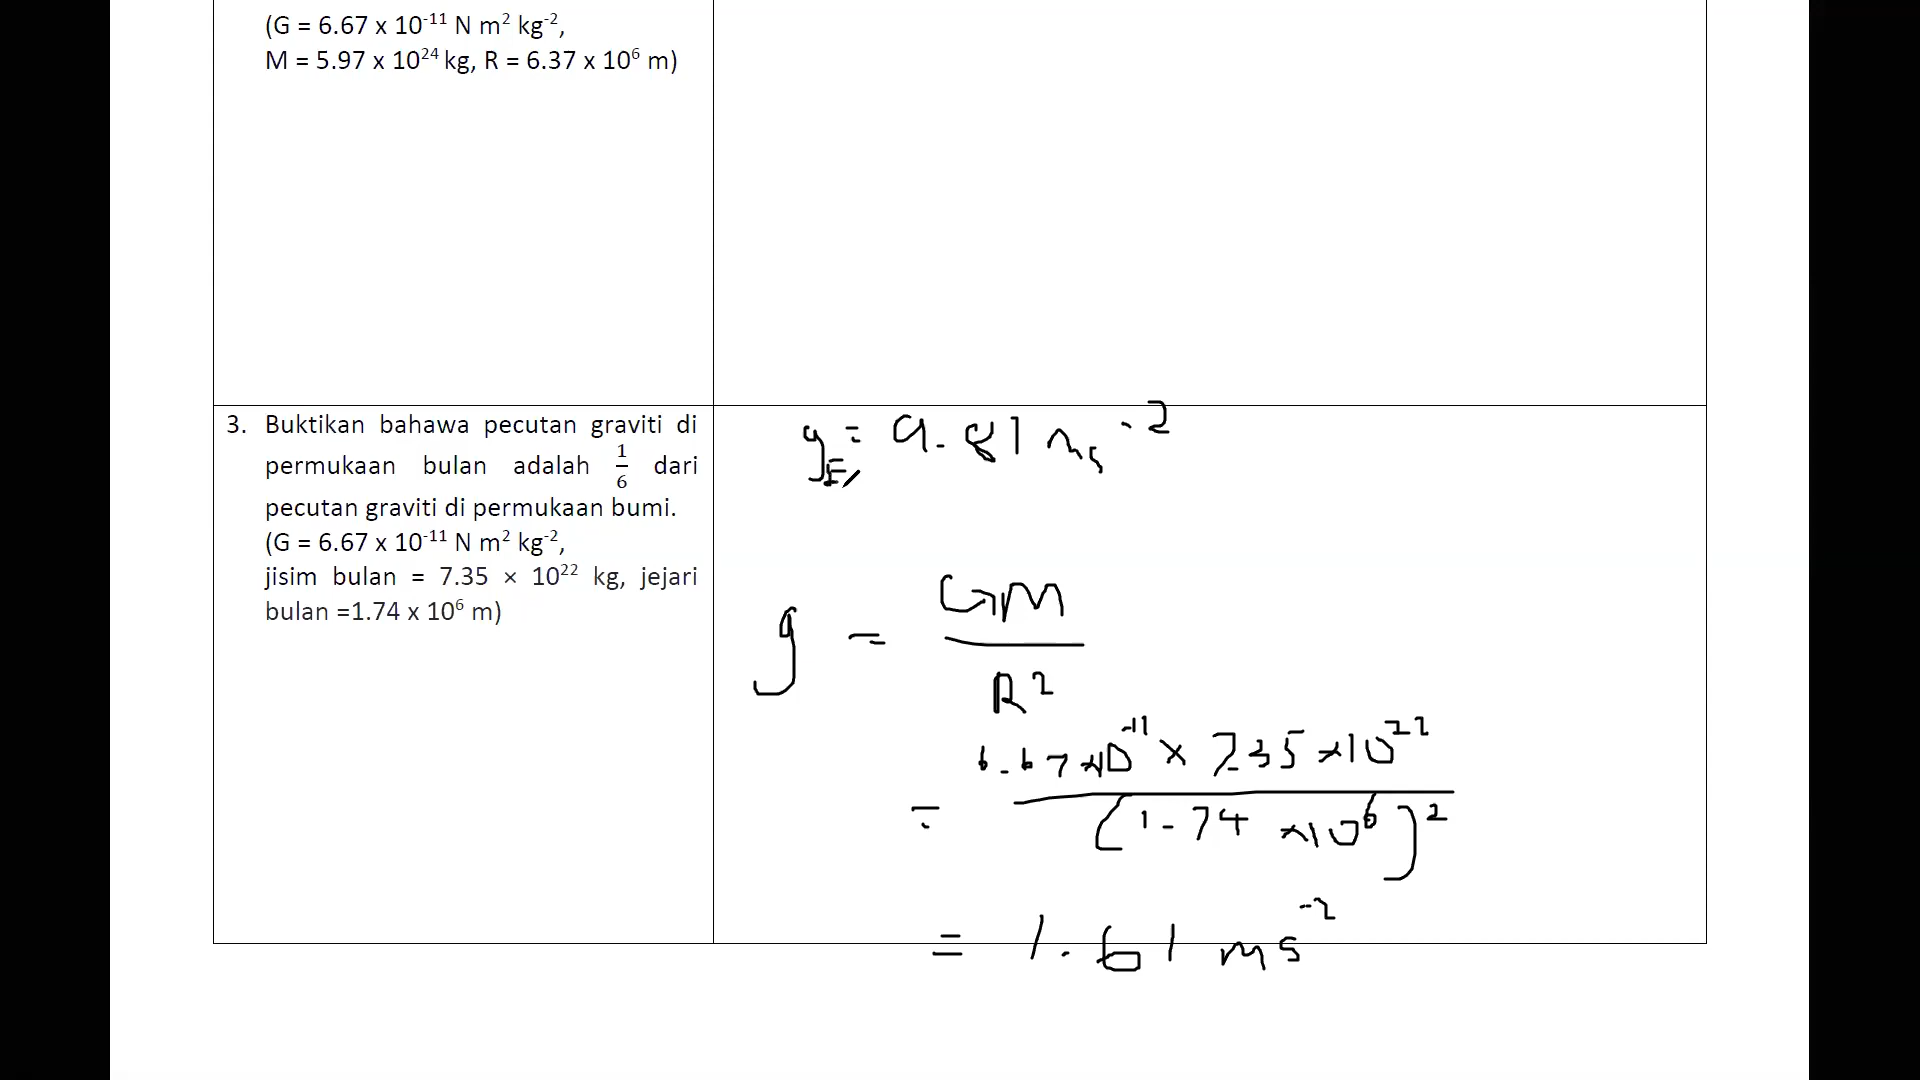 (G = 6.67 x 10⁻¹¹ N m² kg⁻²,
M = 5.97 x 10²⁴ kg, R = 6.37 x 10⁶ m)
3. Buktikan bahawa pecutan graviti di
permukaan bulan adalah 1/6 dari
pecutan graviti di permukaan bumi.
(G = 6.67 x 10⁻¹¹ N m² kg⁻²,
jisim bulan = 7.35 × 10²² kg, jejari
bulan =1.74 x 10⁶ m)
g = 9.81 ms⁻²
g = GM / R²
= 6.67 x10⁻¹¹ x 7.35 x10²² / (1.74 x10⁶)²
= 1.61 ms⁻²